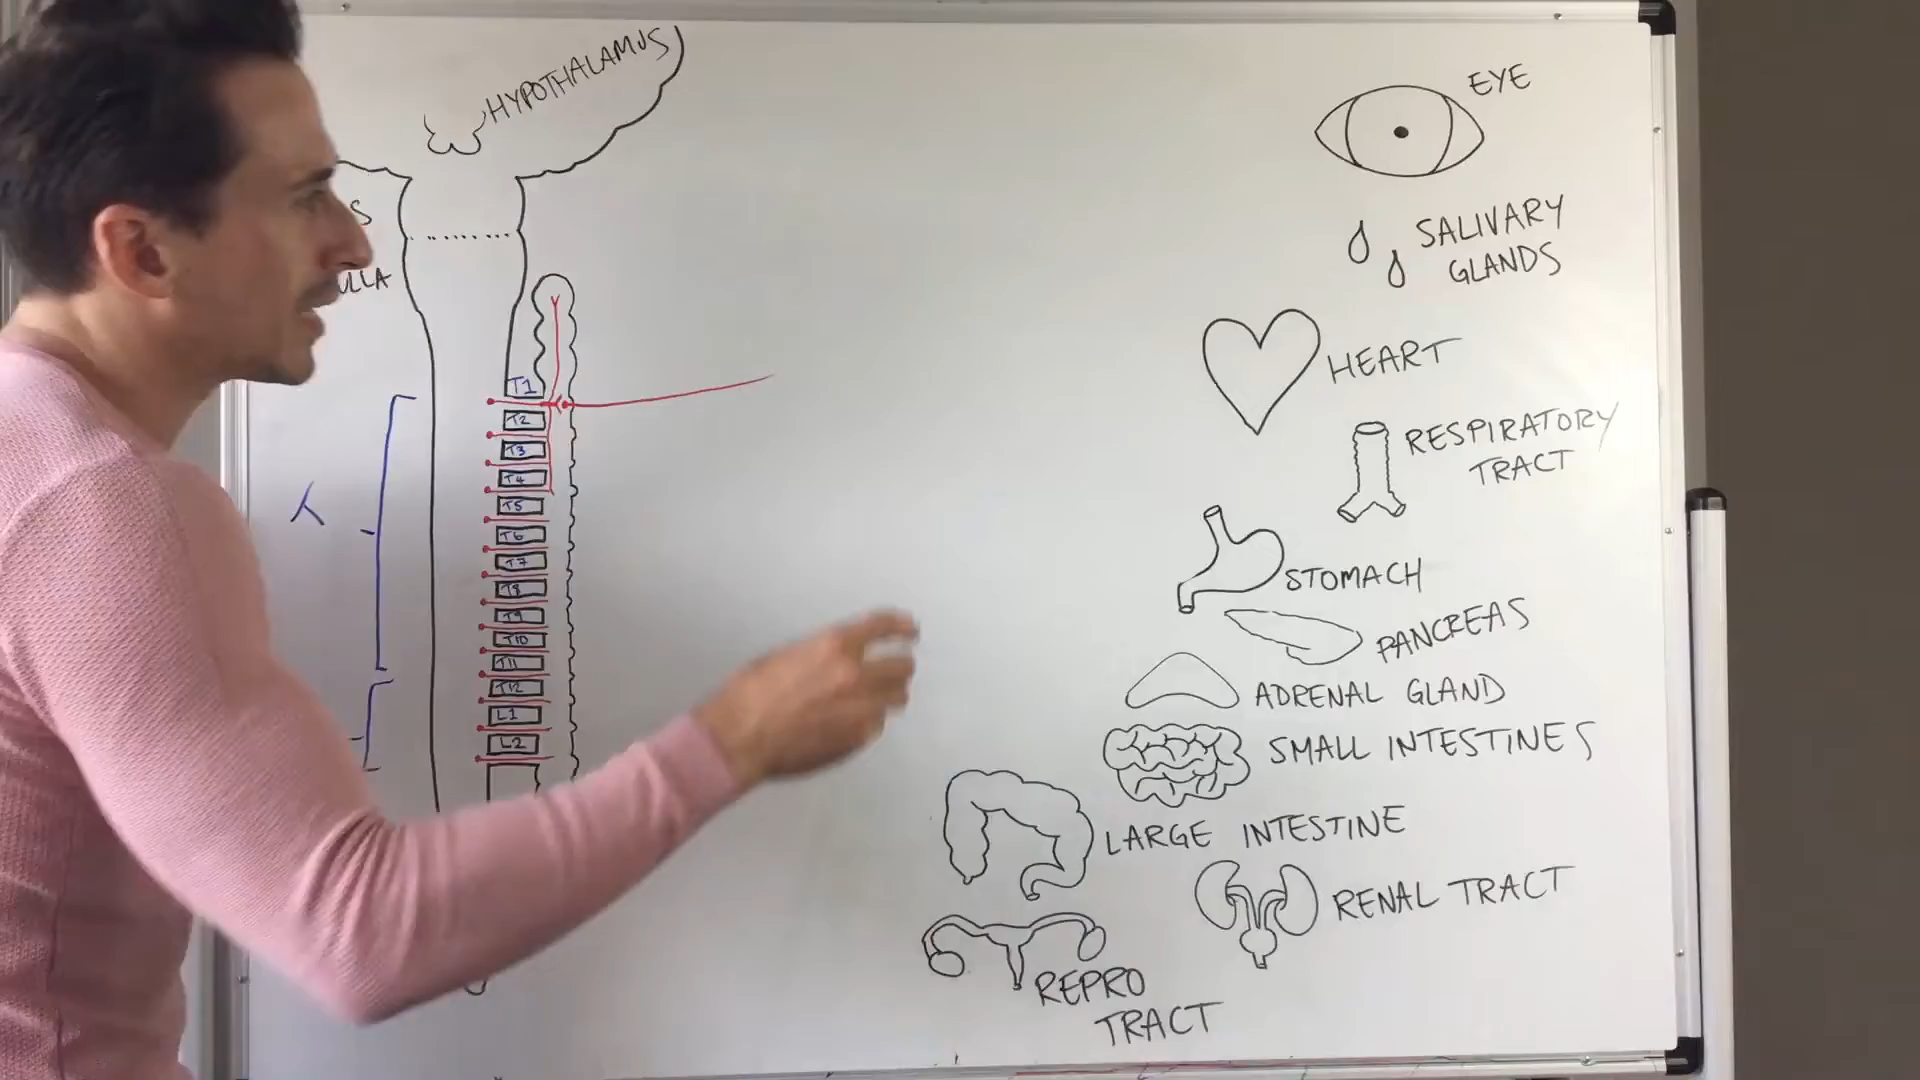 HYPOTHALAMUS
S
ULLA
T1
T2
T3
T4
T5
T6
T7
T8
T9
T10
T11
T12
L1
L2
EYE
SALIVARY
GLANDS
HEART
RESPIRATORY
TRACT
STOMACH
PANCREAS
ADRENAL GLAND
SMALL INTESTINES
LARGE INTESTINE
RENAL TRACT
REPRO
TRACT